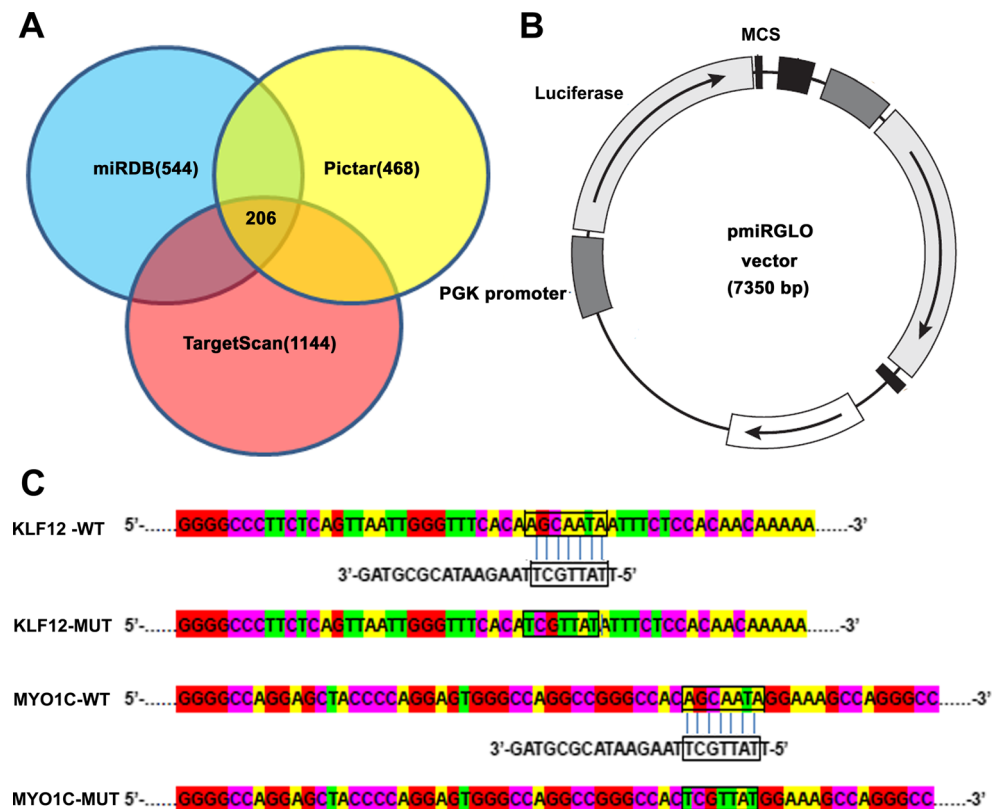 A
miRDB(544)
Pictar(468)
206
TargetScan(1144)
B
MCS
Luciferase
pmiRGLO
vector
(7350 bp)
PGK promoter
C
KLF12 -WT 5'-......GGGGCCCTTCTCAGTTAATTGGGTTTCACAAGCAATAATTTCTCCACAACAAAAA......-3'
3'-GATGCGCATAAGAATTCGTTATT-5'
KLF12-MUT 5'-......GGGGCCCTTCTCAGTTAATTGGGTTTCACATCGTTATATTTCTCCACAACAAAAA......-3'
MYO1C-WT 5'-......GGGGCCAGGAGCTACCCCAGGAGTGGGCCAGGCCGGGCCACAGCAATAGGAAAGCCAGGGCC......-3'
3'-GATGCGCATAAGAATTCGTTATT-5'
MYO1C-MUT 5'-......GGGGCCAGGAGCTACCCCAGGAGTGGGCCAGGCCGGGCCACTCGTTATGGAAAGCCAGGGCC......-3'